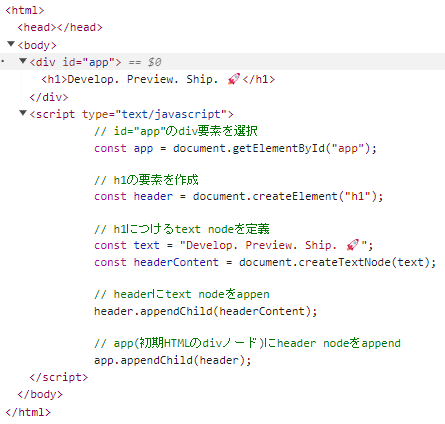 <html>
<head></head>
▼<body>
▼<div id="app"> == $0
<h1>Develop. Preview. Ship. 🚀</h1>
</div>
▼<script type="text/javascript">
// id="app"のdiv要素を選択
const app = document.getElementById("app");
// h1の要素を作成
const header = document.createElement("h1");
// h1につけるtext nodeを定義
const text = "Develop. Preview. Ship. 🚀";
const headerContent = document.createTextNode(text);
// headerにtext nodeをappen
header.appendChild(headerContent);
// app(初期HTMLのdivノード)にheader nodeをappend
app.appendChild(header);
</script>
</body>
</html>